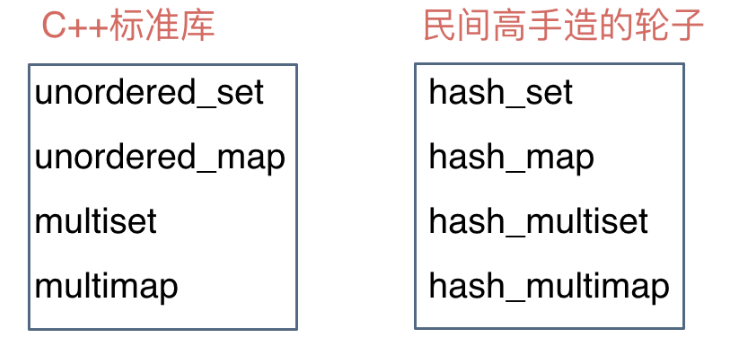 C++标准库
unordered_set
unordered_map
multiset
multimap
民间高手造的轮子
hash_set
hash_map
hash_multiset
hash_multimap